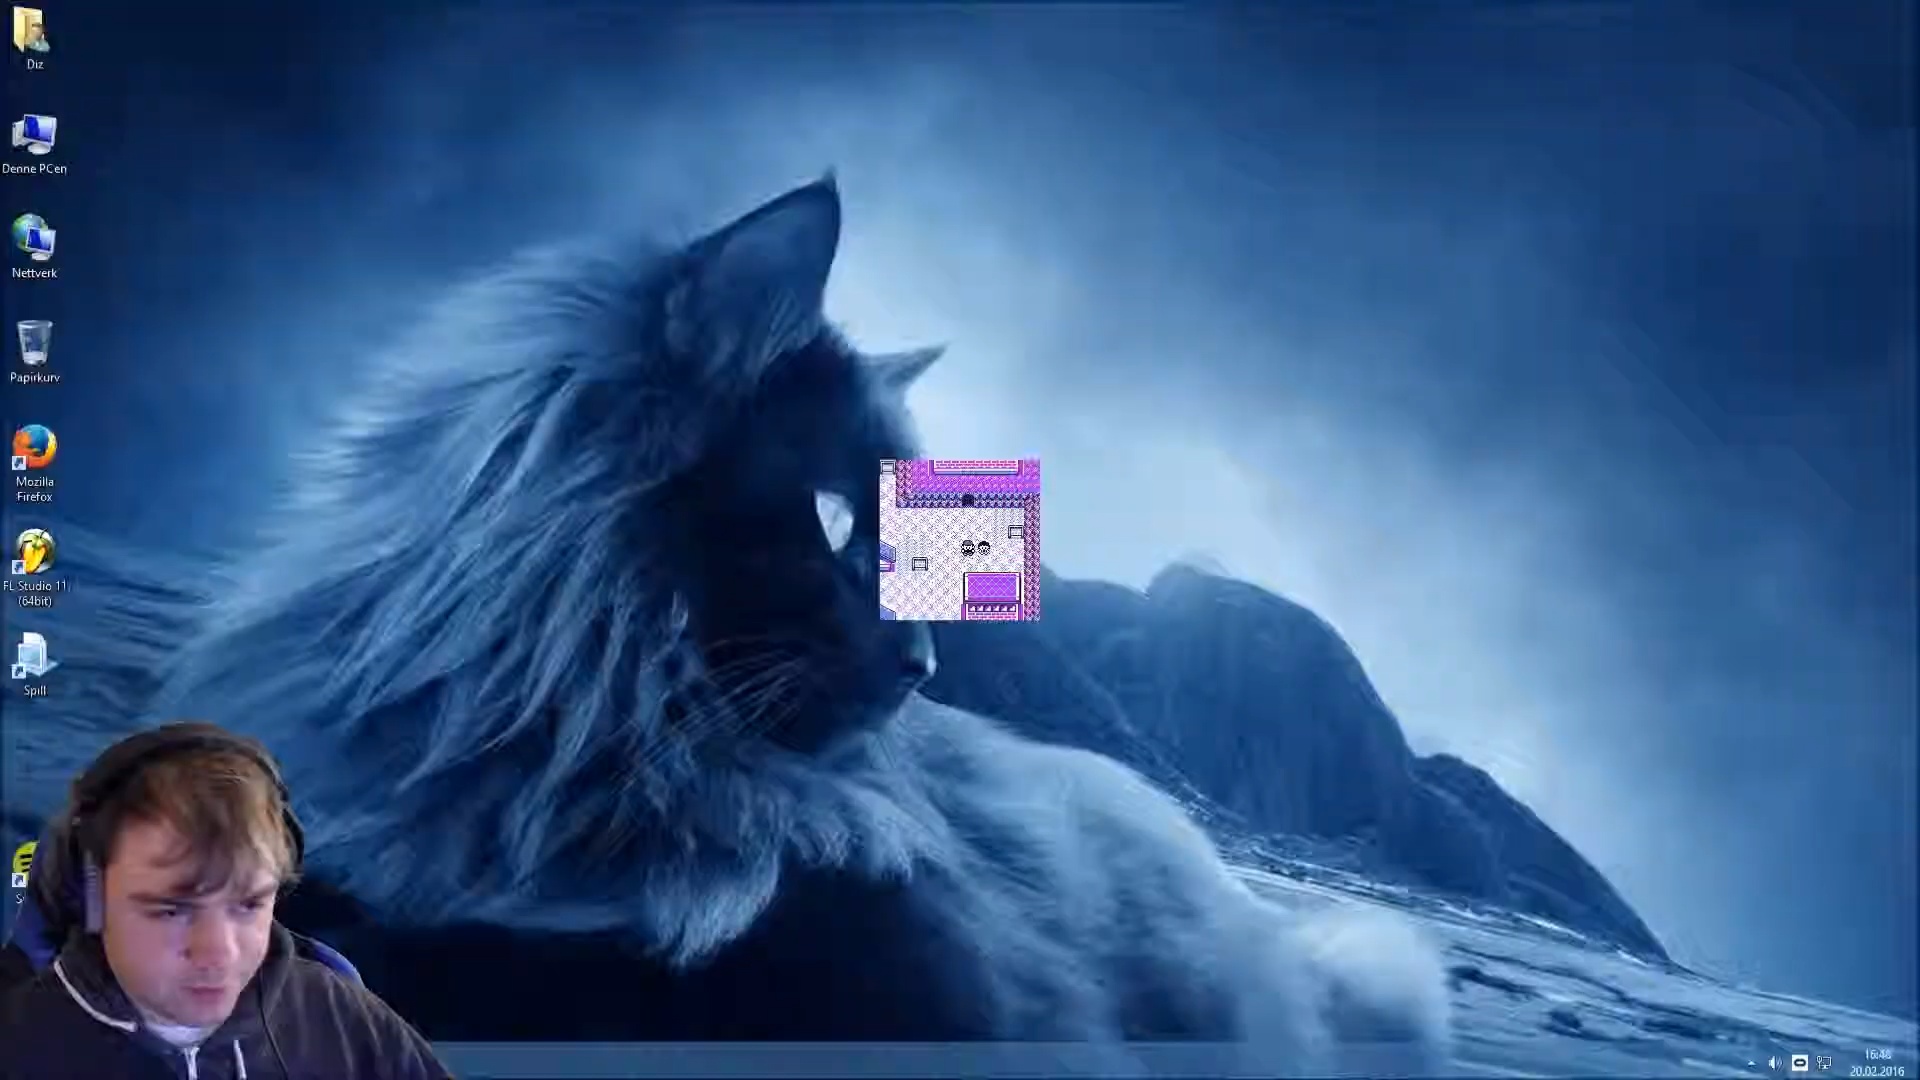 Diz
Denne PCen
Nettverk
Papirkurv
Mozilla
Firefox
FL Studio 11
(64bit)
Spill
16:48
20.02.2016